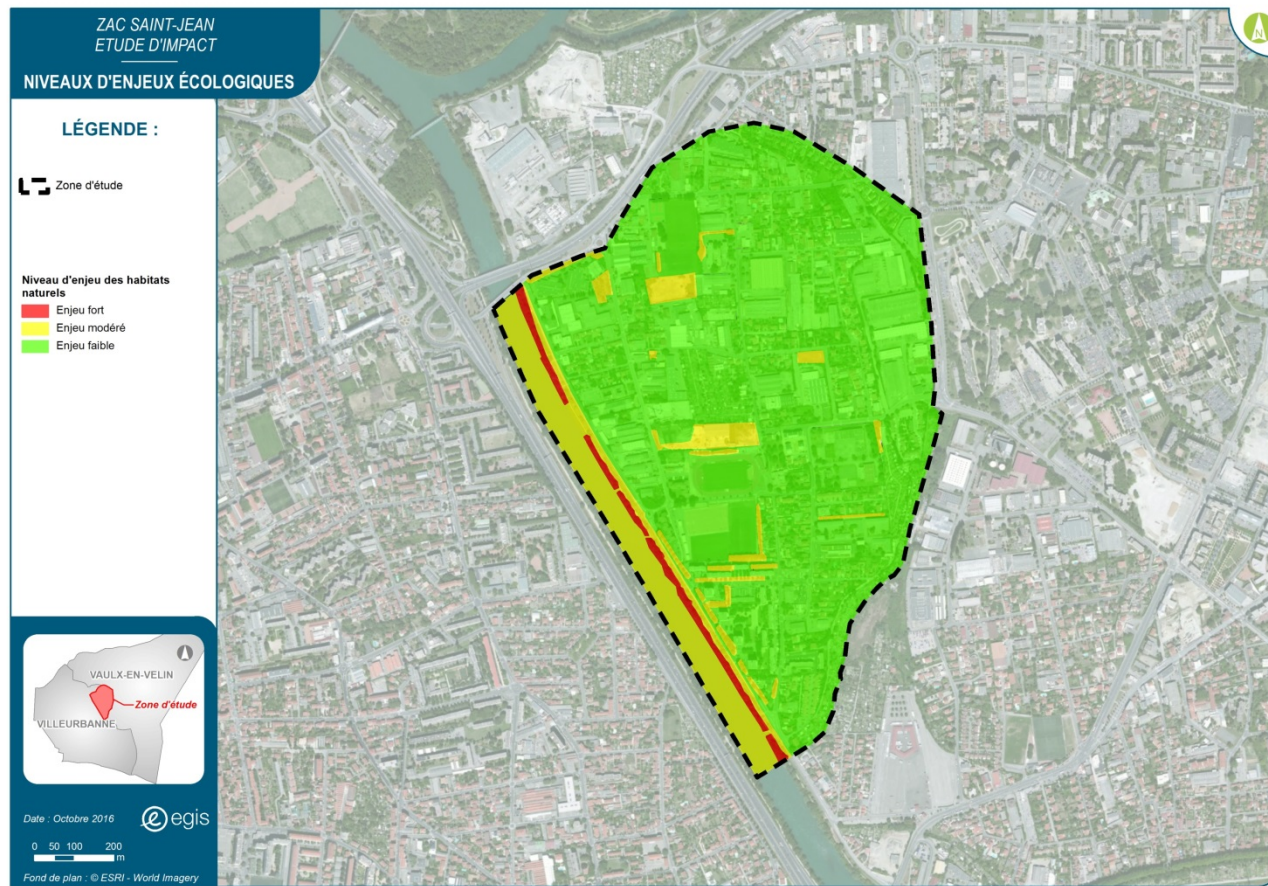 ZAC SAINT-JEAN
ETUDE D'IMPACT
NIVEAUX D'ENJEUX ÉCOLOGIQUES
LÉGENDE :
Zone d'étude
Niveau d'enjeu des habitats
naturels
Enjeu fort
Enjeu modéré
Enjeu faible
VAULX-EN-VELIN
Zone d'étude
VILLEURBANNE
Date : Octobre 2016
egis
0 50 100 200
m
Fond de plan : © ESRI - World Imagery
N